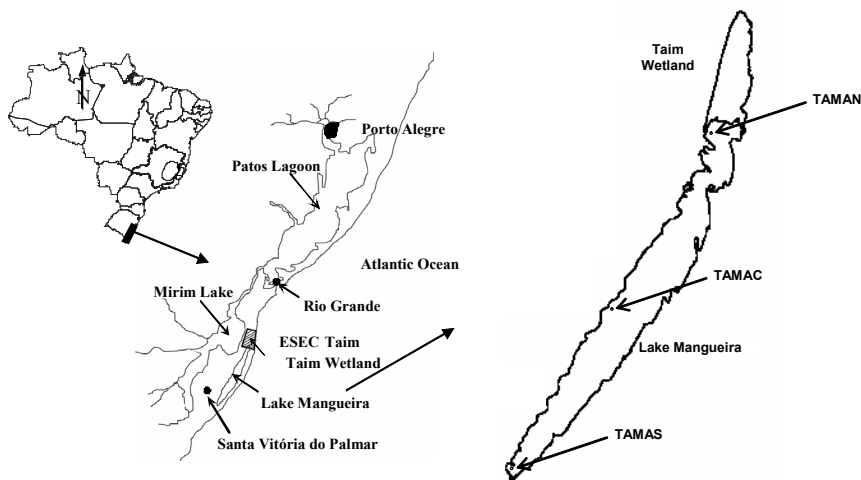 N
Porto Alegre
Patos Lagoon
Atlantic Ocean
Mirim Lake
Rio Grande
ESEC Taim
Taim Wetland
Lake Mangueira
Santa Vitória do Palmar
Taim
Wetland
TAMAN
TAMAC
Lake Mangueira
TAMAS